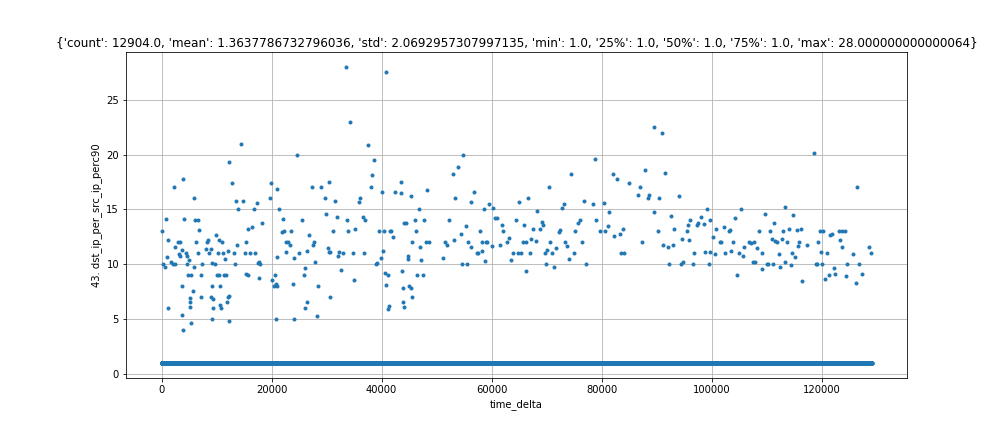 {'count': 12904.0, 'mean': 1.3637786732796036, 'std': 2.0692957307997135, 'min': 1.0, '25%': 1.0, '50%': 1.0, '75%': 1.0, 'max': 28.000000000000064}
25
20
15
10
5
0
43_dst_ip_per_src_ip_perc90
0 20000 40000 60000 80000 100000 120000
time_delta